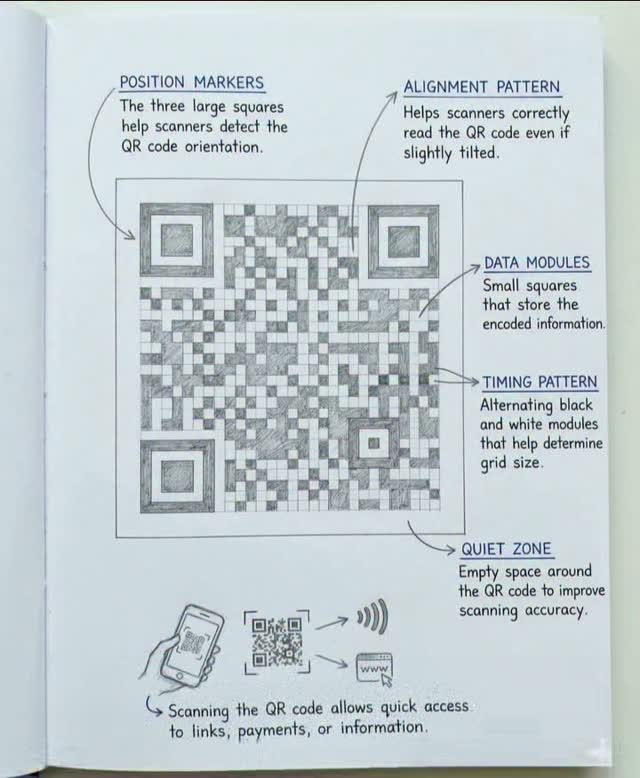 POSITION MARKERS
The three large squares
help scanners detect the
QR code orientation.
ALIGNMENT PATTERN
Helps scanners correctly
read the QR code even if
slightly tilted.
DATA MODULES
Small squares
that store the
encoded information.
TIMING PATTERN
Alternating black
and white modules
that help determine
grid size.
QUIET ZONE
Empty space around
the QR code to improve
scanning accuracy.
www
Scanning the QR code allows quick access
to links, payments, or information.